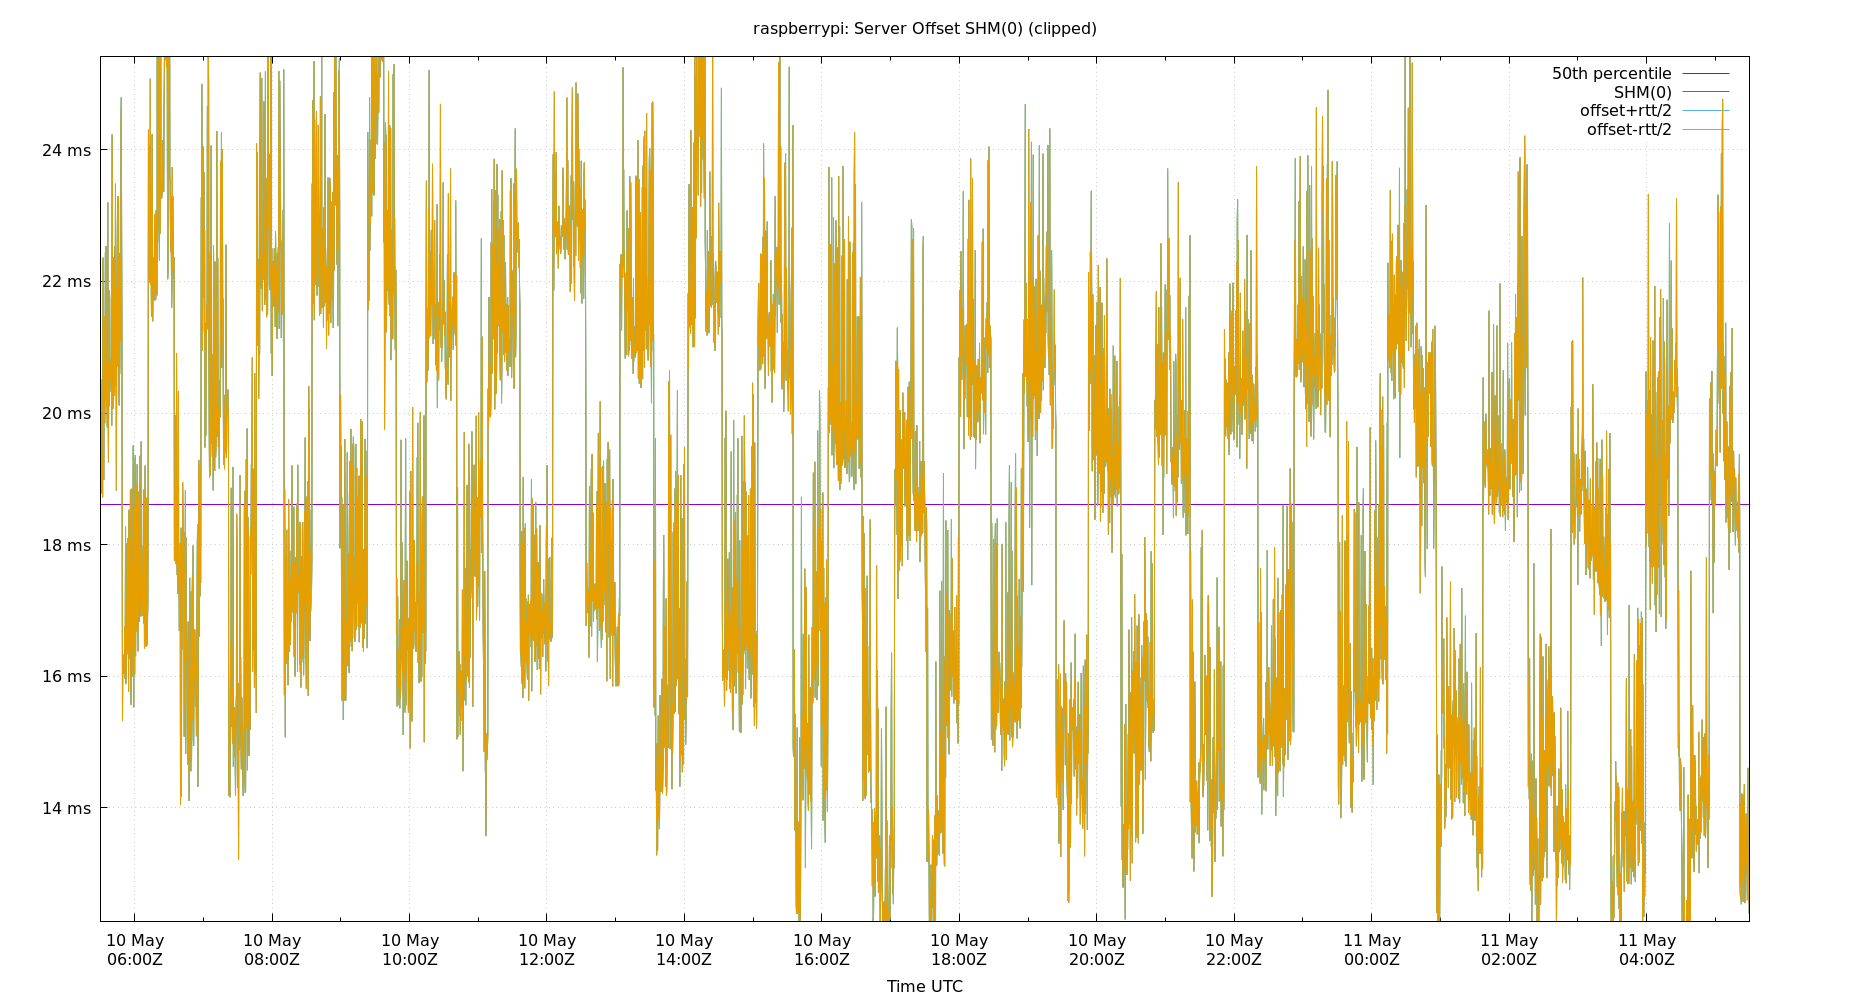 raspberrypi: Server Offset SHM(0) (clipped)
50th percentile
SHM(0)
offset+rtt/2
offset-rtt/2
24 ms
22 ms
20 ms
18 ms
16 ms
14 ms
10 May 10 May 10 May 10 May 10 May 10 May 10 May 10 May 10 May 11 May 11 May 11 May
06:00Z 08:00Z 10:00Z 12:00Z 14:00Z 16:00Z 18:00Z 20:00Z 22:00Z 00:00Z 02:00Z 04:00Z
Time UTC